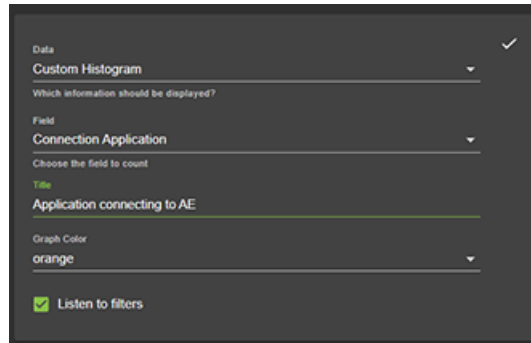 Data
Custom Histogram
Which information should be displayed?
Field
Connection Application
Choose the field to count
Title
Application connecting to AE
Graph Color
orange
Listen to filters